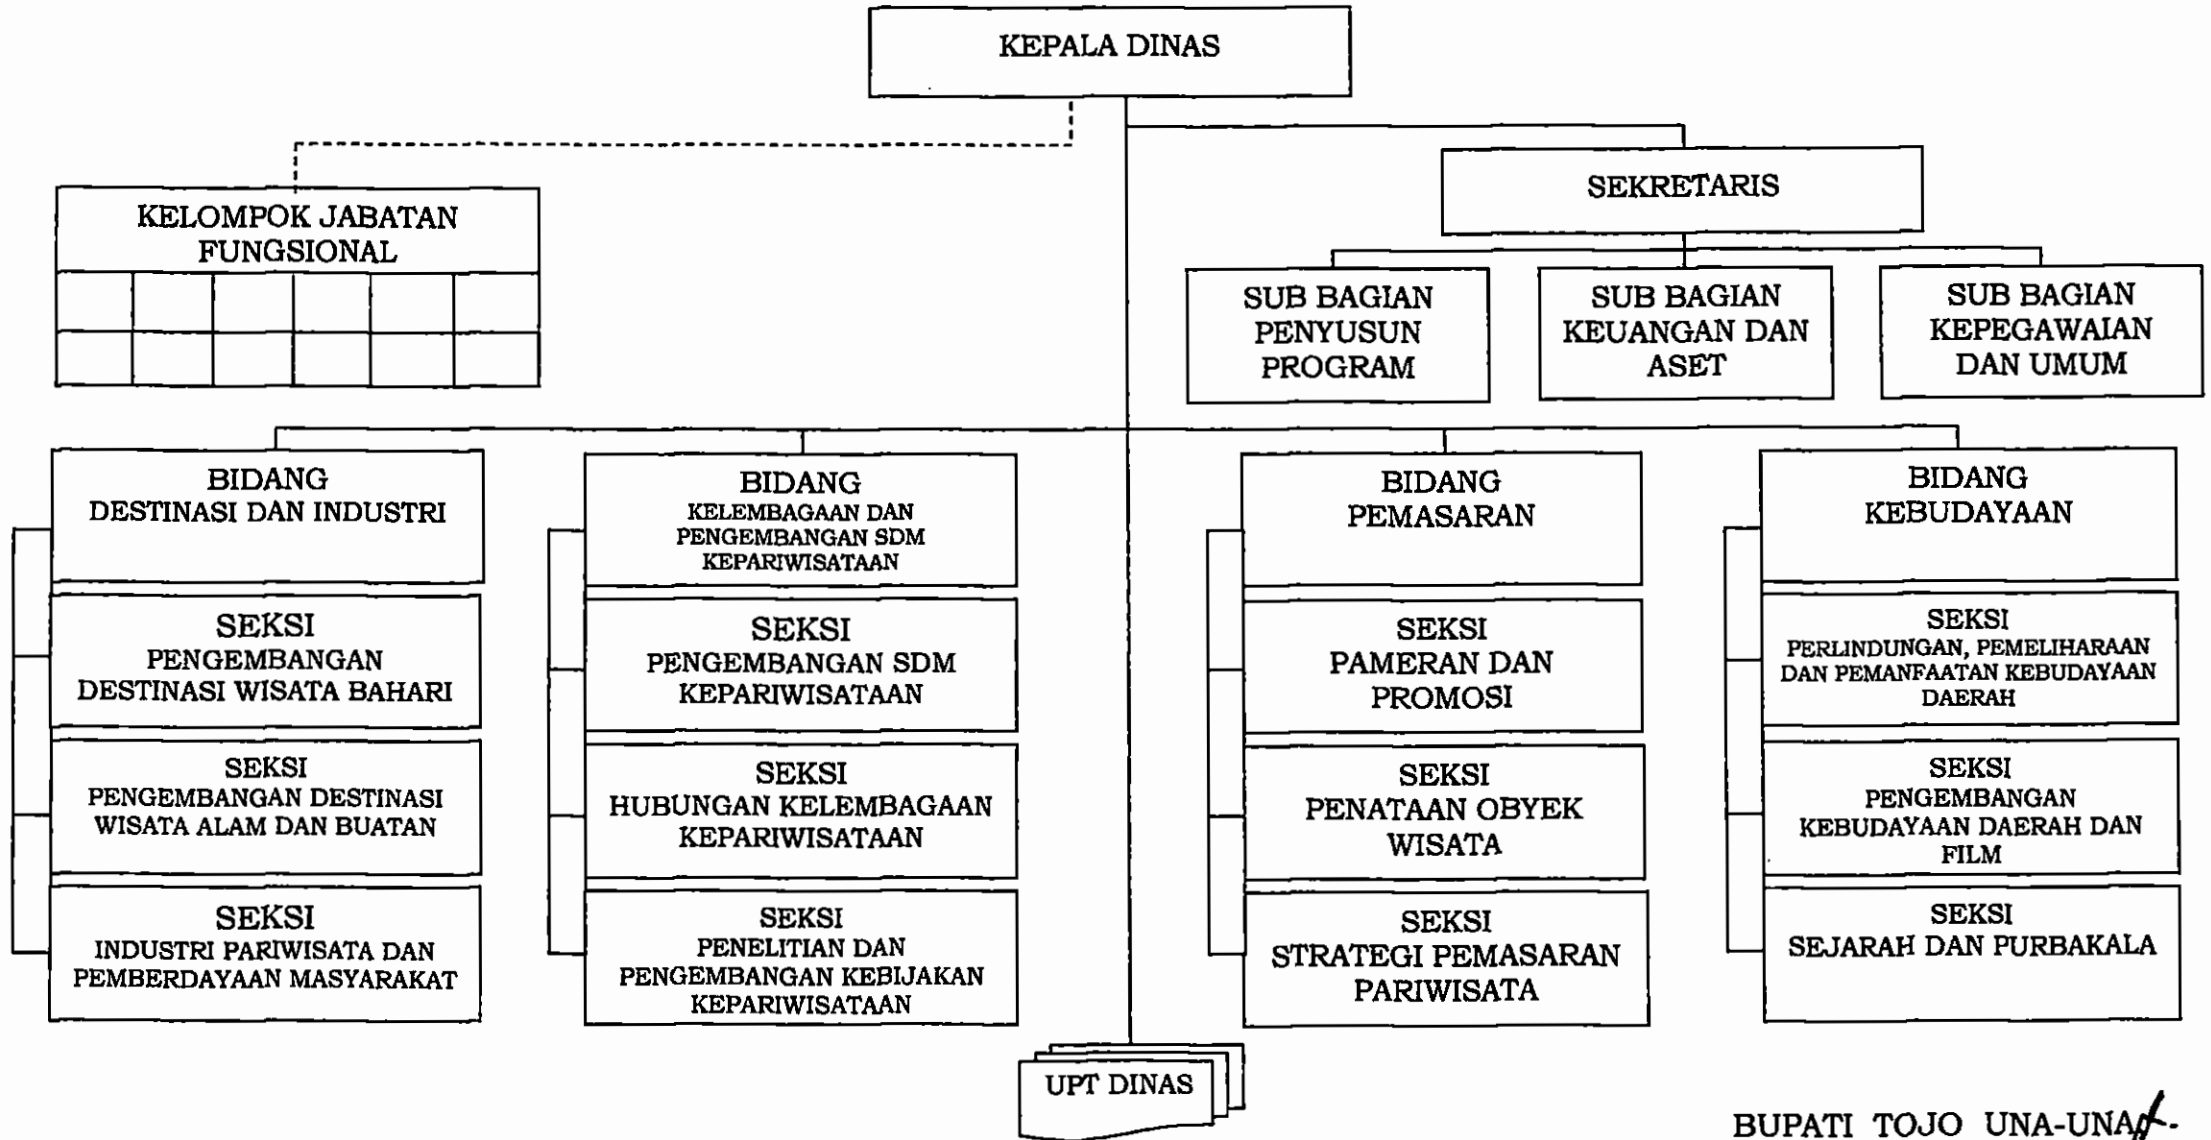 KEPALA DINAS
SEKRETARIS
KELOMPOK JABATAN
FUNGSIONAL
SUB BAGIAN
PENYUSUN
PROGRAM
SUB BAGIAN
KEUANGAN DAN
ASET
SUB BAGIAN
KEPEGAWAIAN
DAN UMUM
BIDANG
DESTINASI DAN INDUSTRI
SEKSI
PENGEMBANGAN
DESTINASI WISATA BAHARI
SEKSI
PENGEMBANGAN DESTINASI
WISATA ALAM DAN BUATAN
SEKSI
INDUSTRI PARIWISATA DAN
PEMBERDAYAAN MASYARAKAT
BIDANG
KELEMBAGAAN DAN
PENGEMBANGAN SDM
KEPARIWISATAAN
SEKSI
PENGEMBANGAN SDM
KEPARIWISATAAN
SEKSI
HUBUNGAN KELEMBAGAAN
KEPARIWISATAAN
SEKSI
PENELITIAN DAN
PENGEMBANGAN KEBIJAKAN
KEPARIWISATAAN
BIDANG
PEMASARAN
SEKSI
PAMERAN DAN
PROMOSI
SEKSI
PENATAAN OBYEK
WISATA
SEKSI
STRATEGI PEMASARAN
PARIWISATA
BIDANG
KEBUDAYAAN
SEKSI
PERLINDUNGAN, PEMELIHARAAN
DAN PEMANFAATAN KEBUDAYAAN
DAERAH
SEKSI
PENGEMBANGAN
KEBUDAYAAN DAERAH DAN
FILM
SEKSI
SEJARAH DAN PURBAKALA
UPT DINAS
BUPATI TOJO UNA-UNA